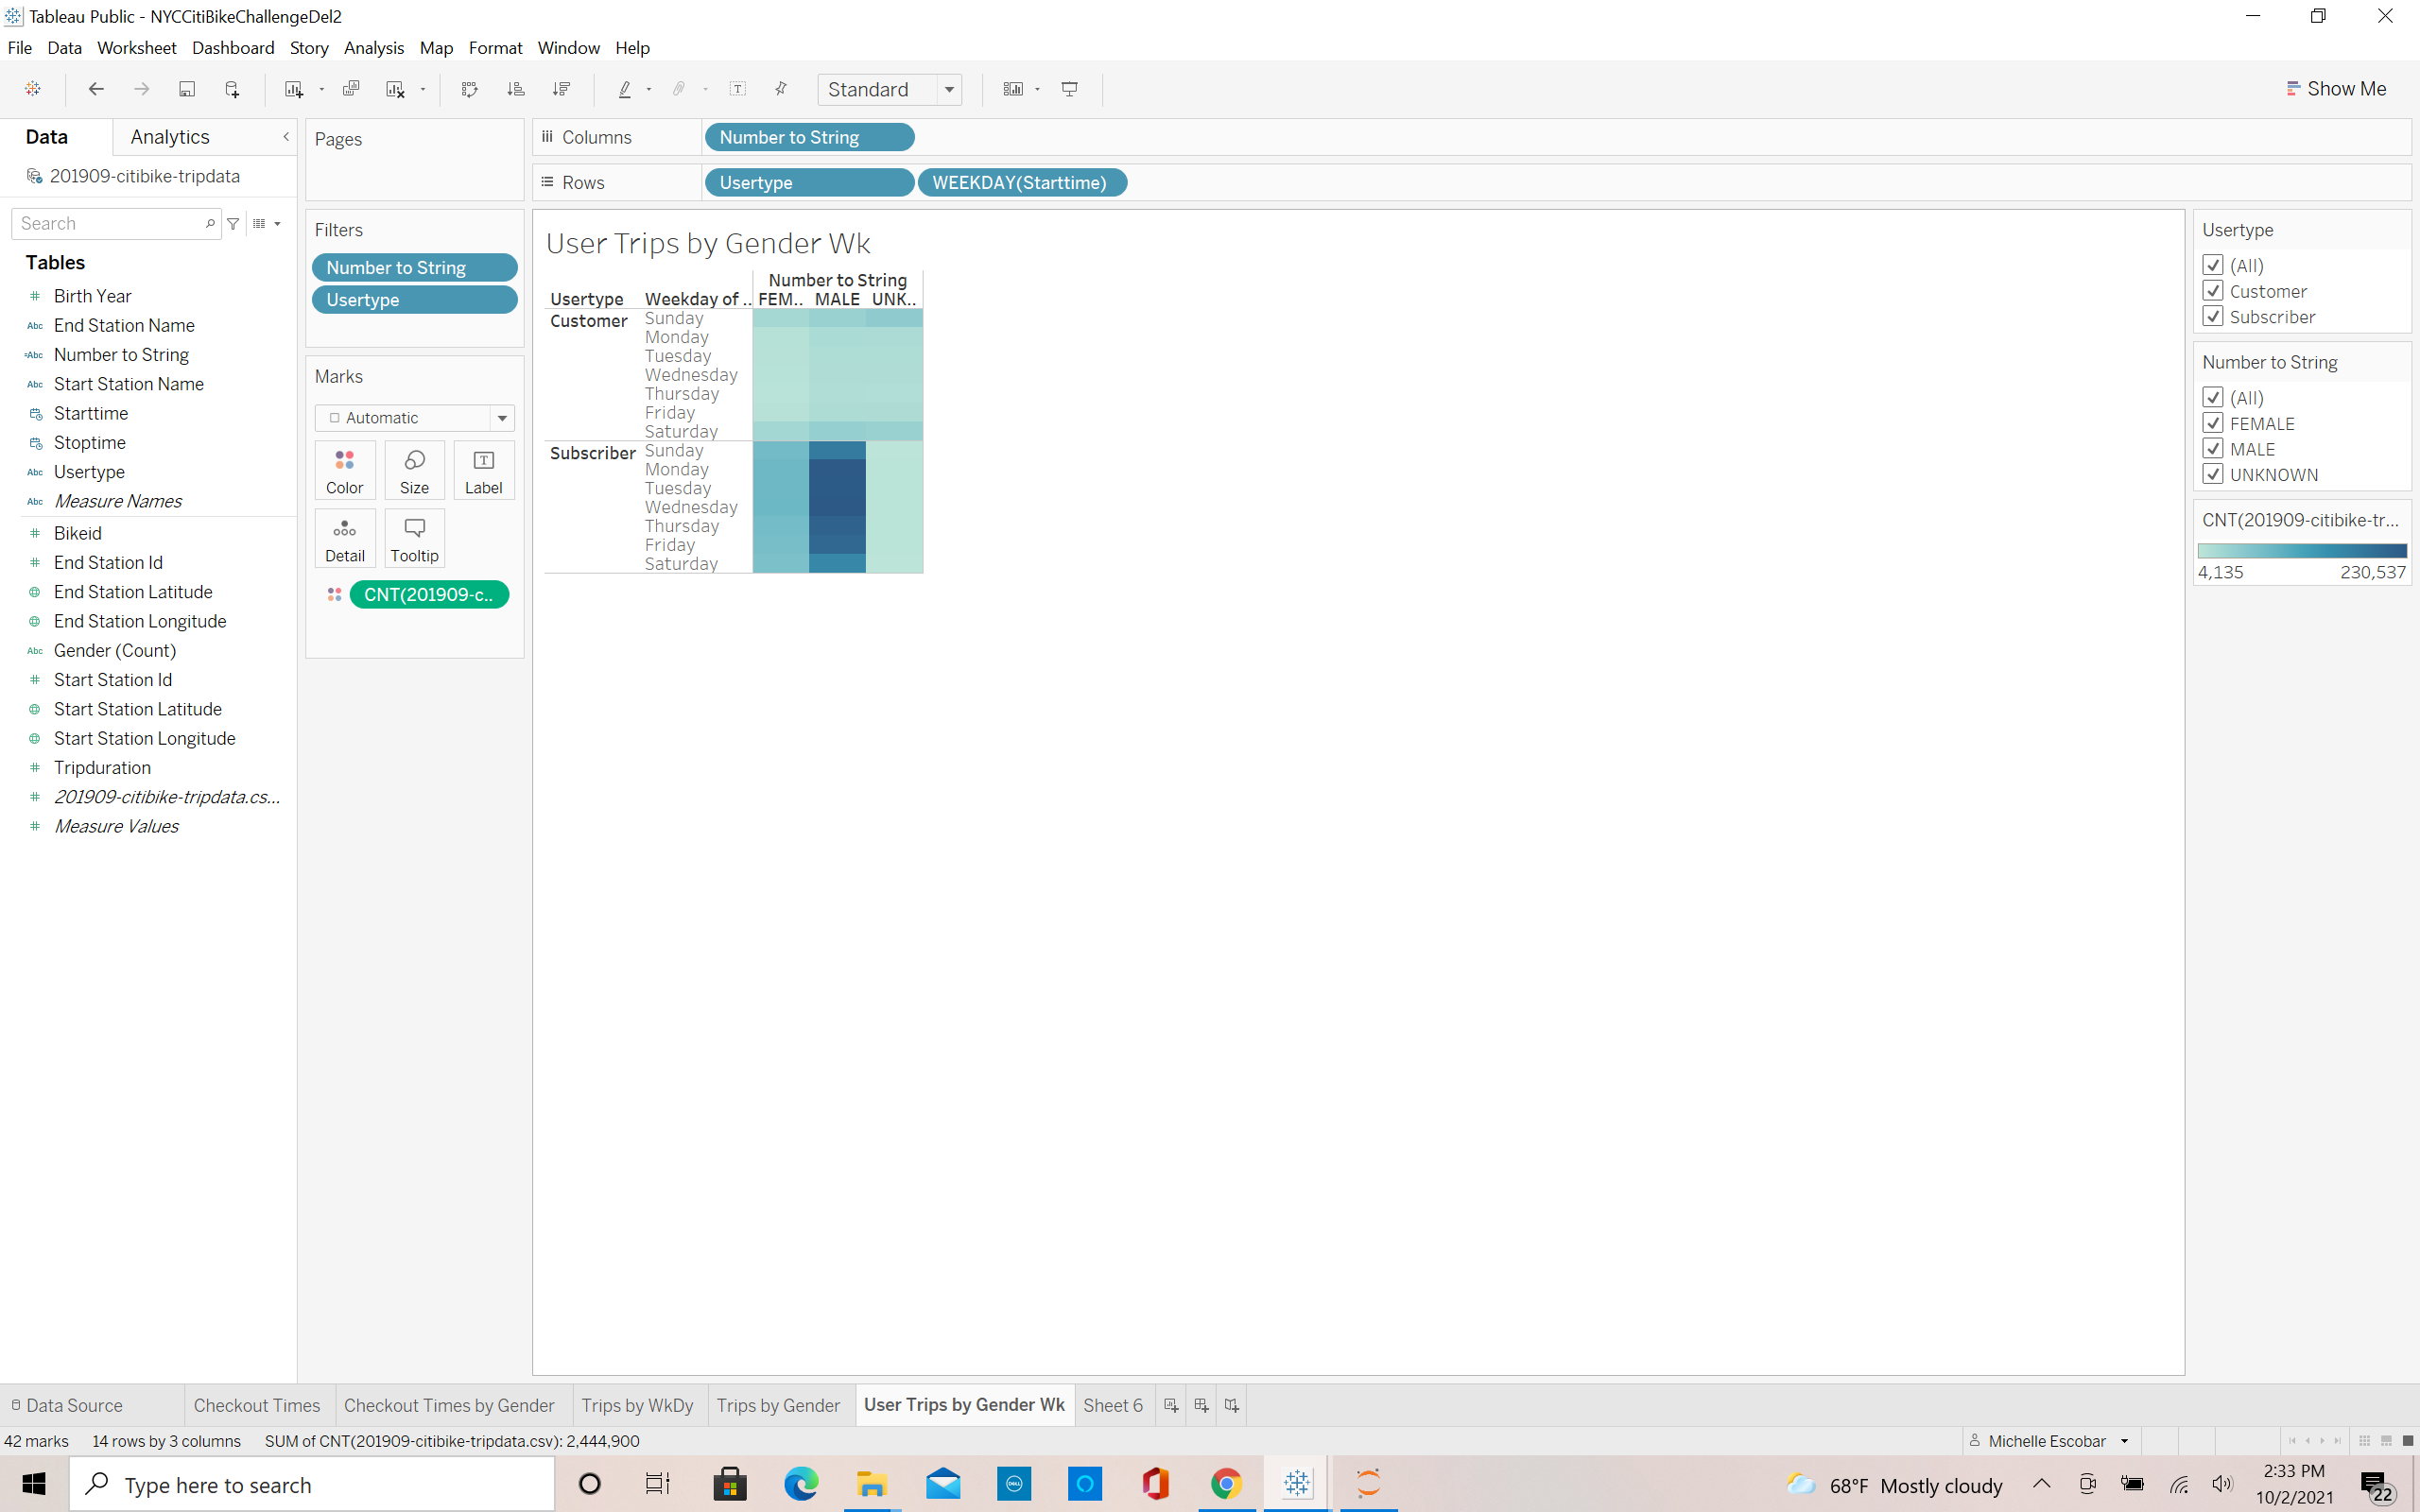 Tableau Public - NYCCitiBikeChallengeDel2
File Data Worksheet Dashboard Story Analysis Map Format Window Help
Standard
Show Me
Data Analytics
201909-citibike-tripdata
Search
Tables
Birth Year
Abc End Station Name
=Abc Number to String
Abc Start Station Name
Starttime
Stoptime
Abc Usertype
Abc Measure Names
Bikeid
End Station Id
End Station Latitude
End Station Longitude
Abc Gender (Count)
Start Station Id
Start Station Latitude
Start Station Longitude
Tripduration
201909-citibike-tripdata.cs...
Measure Values
Pages
Filters
Number to String
Usertype
Marks
Automatic
Color Size Label
Detail Tooltip
CNT(201909-c..
Columns Number to String
Rows Usertype WEEKDAY(Starttime)
User Trips by Gender Wk
Number to String
Usertype Weekday of .. FEM.. MALE UNK..
Customer Sunday
Monday
Tuesday
Wednesday
Thursday
Friday
Saturday
Subscriber Sunday
Monday
Tuesday
Wednesday
Thursday
Friday
Saturday
Usertype
(All)
Customer
Subscriber
Number to String
(All)
FEMALE
MALE
UNKNOWN
CNT(201909-citibike-tr...
4,135 230,537
Data Source Checkout Times Checkout Times by Gender Trips by WkDy Trips by Gender User Trips by Gender Wk Sheet 6
42 marks 14 rows by 3 columns SUM of CNT(201909-citibike-tripdata.csv): 2,444,900 Michelle Escobar
Type here to search
DELL
68°F Mostly cloudy
2:33 PM
10/2/2021
22